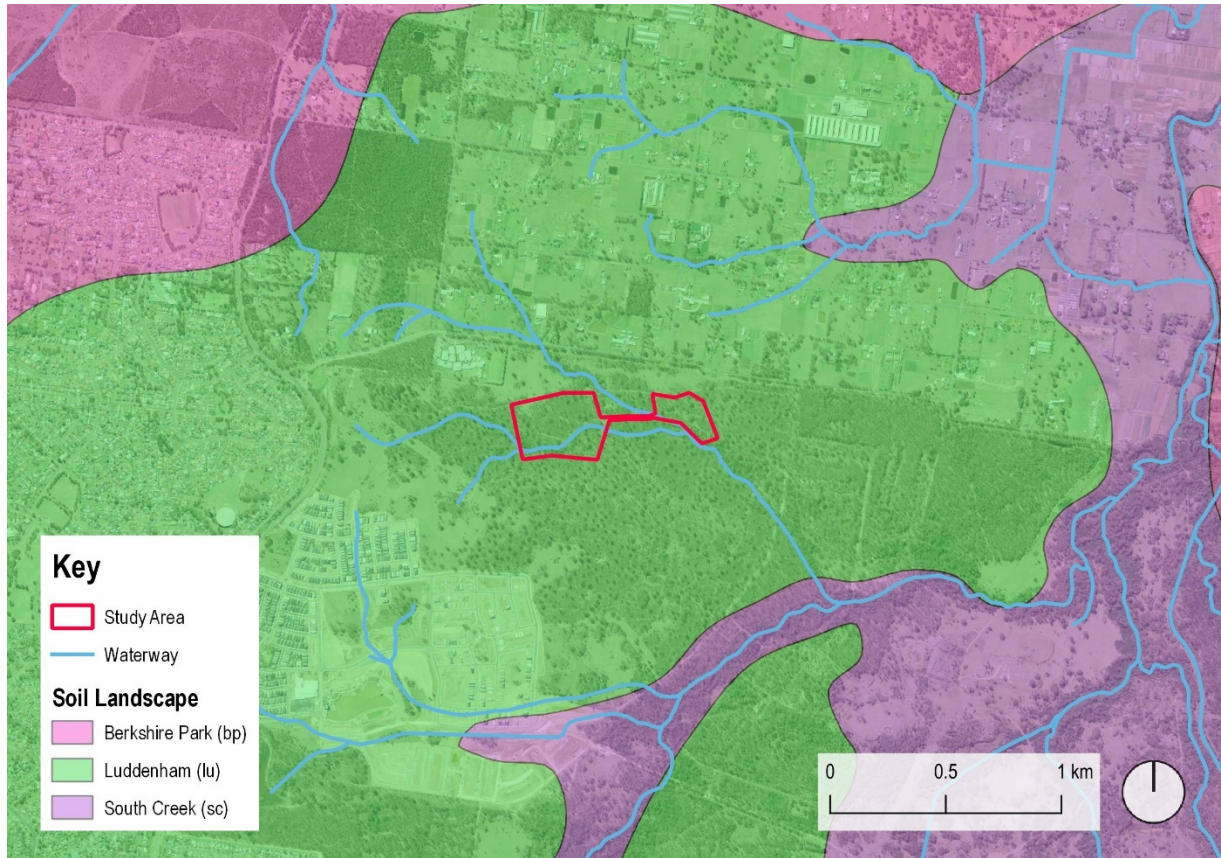 Key
Study Area
Waterway
Soil Landscape
Berkshire Park (bp)
Luddenham (lu)
South Creek (sc)
0 0.5 1 km